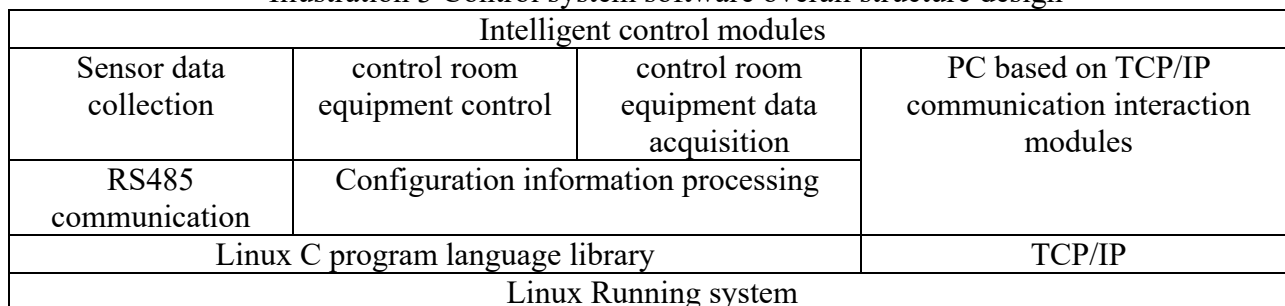 Illustration 3 Control system software overall structure design
Intelligent control modules
Sensor data
collection
control room
equipment control
control room
equipment data
acquisition
PC based on TCP/IP
communication interaction
modules
RS485
communication
Configuration information processing
Linux C program language library
TCP/IP
Linux Running system